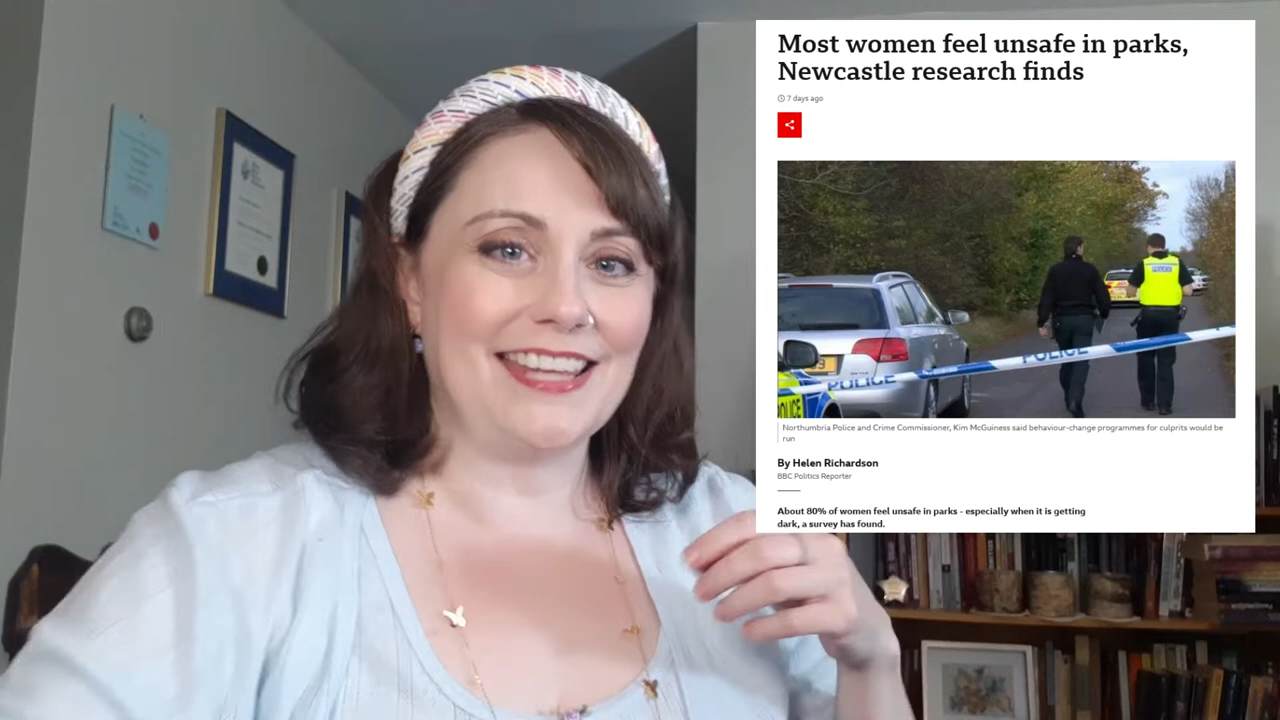 Most women feel unsafe in parks,
Newcastle research finds
7 days ago
POLICE
POLICE
POLICE
POLICE
Northumbria Police and Crime Commissioner, Kim McGuiness said behaviour-change programmes for culprits would be
run
By Helen Richardson
BBC Politics Reporter
About 80% of women feel unsafe in parks - especially when it is getting
dark, a survey has found.